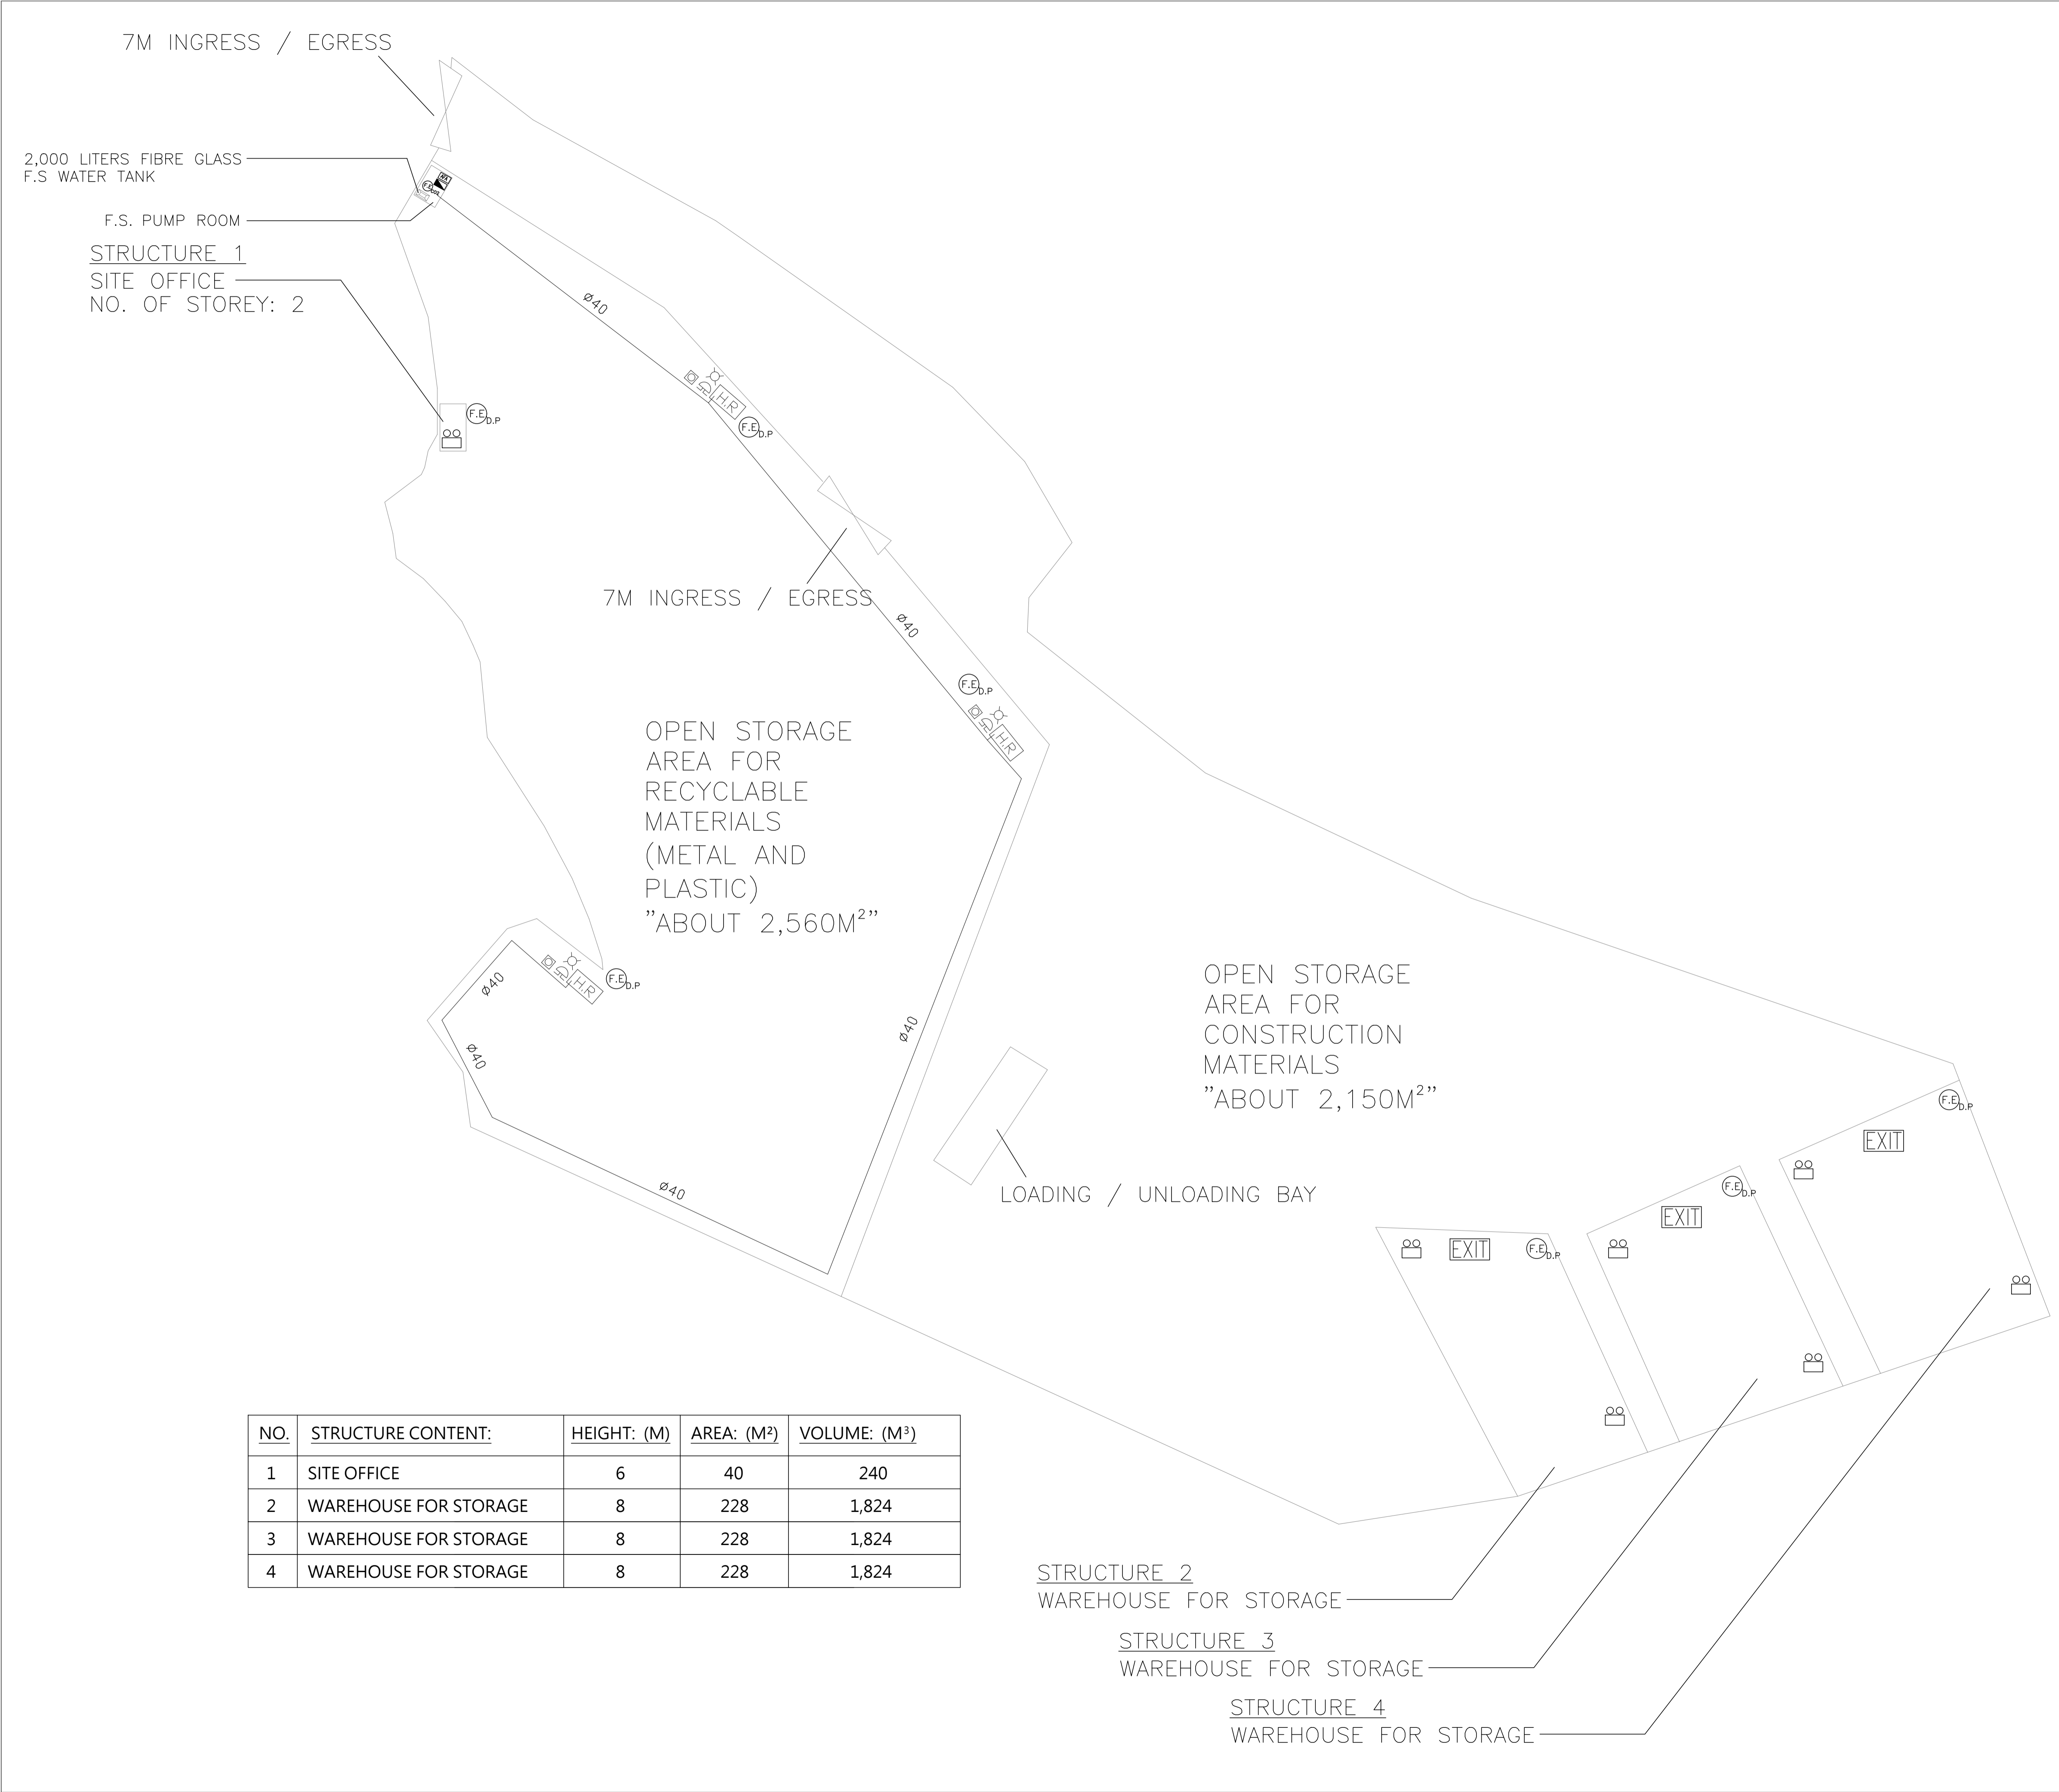 7M INGRESS / EGRESS
2,000 LITERS FIBRE GLASS
F.S WATER TANK
F.S. PUMP ROOM
STRUCTURE 1
SITE OFFICE
NO. OF STOREY: 2
F.E
Ø40
H.R
F.E D.P
F.E D.P
7M INGRESS / EGRESS
Ø40
F.E D.P
H.R
OPEN STORAGE
AREA FOR
RECYCLABLE
MATERIALS
(METAL AND
PLASTIC)
"ABOUT 2,560M²"
H.R
F.E D.P
Ø40
Ø40
Ø40
Ø40
OPEN STORAGE
AREA FOR
CONSTRUCTION
MATERIALS
"ABOUT 2,150M²"
LOADING / UNLOADING BAY
F.E D.P
EXIT
F.E D.P
EXIT
EXIT
F.E D.P
NO. STRUCTURE CONTENT: HEIGHT: (M) AREA: (M²) VOLUME: (M³)
1 SITE OFFICE 6 40 240
2 WAREHOUSE FOR STORAGE 8 228 1,824
3 WAREHOUSE FOR STORAGE 8 228 1,824
4 WAREHOUSE FOR STORAGE 8 228 1,824
STRUCTURE 2
WAREHOUSE FOR STORAGE
STRUCTURE 3
WAREHOUSE FOR STORAGE
STRUCTURE 4
WAREHOUSE FOR STORAGE